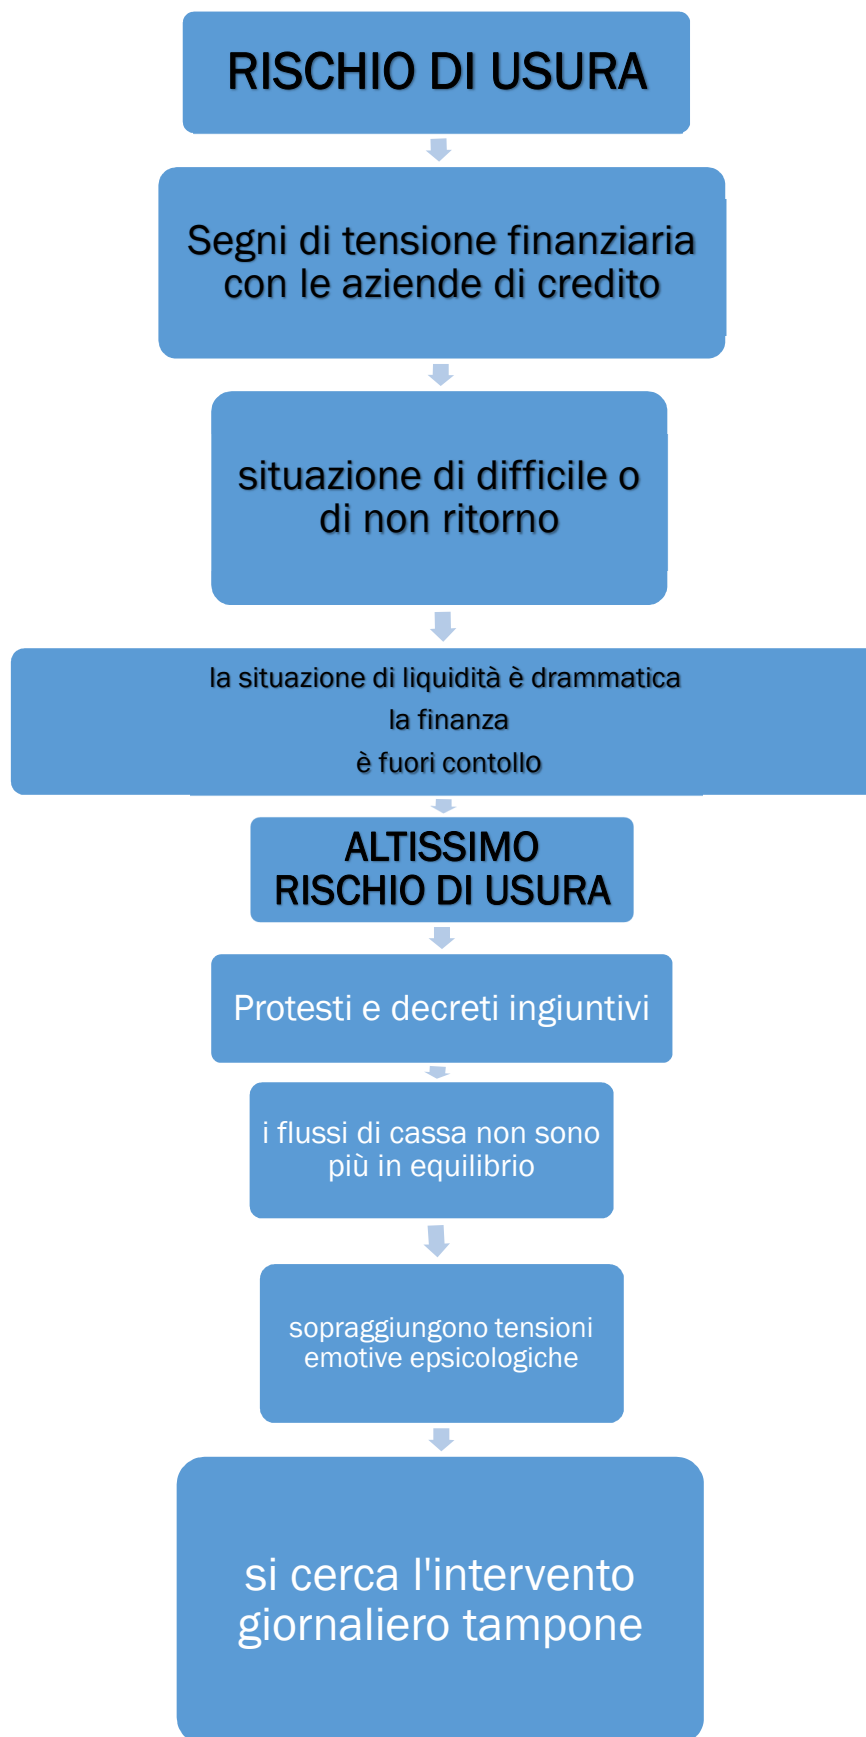 RISCHIO DI USURA
Segni di tensione finanziaria
con le aziende di credito
situazione di difficile o
di non ritorno
la situazione di liquidità è drammatica
la finanza
è fuori contollo
ALTISSIMO
RISCHIO DI USURA
Protesti e decreti ingiuntivi
i flussi di cassa non sono
più in equilibrio
sopraggiungono tensioni
emotive epsicologiche
si cerca l'intervento
giornaliero tampone